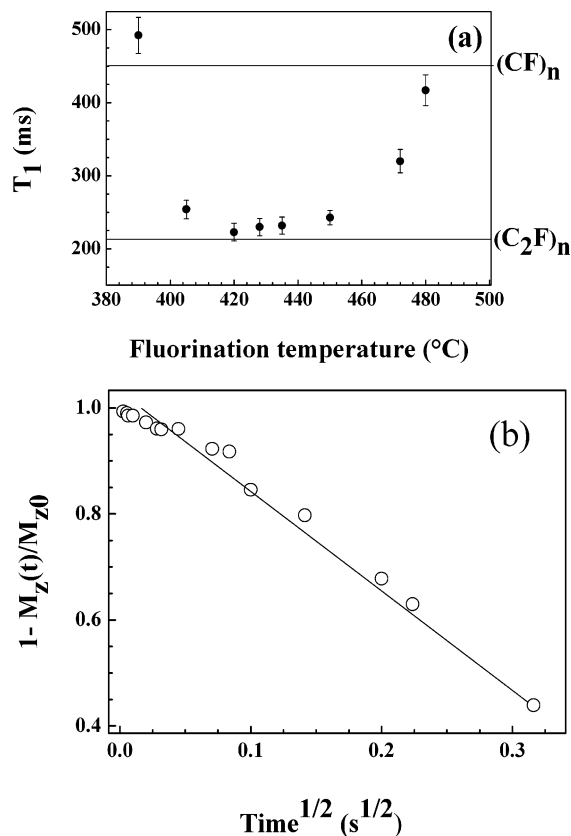 500
(a)
(CF)n
400
T1 (ms)
300
(C2F)n
200
380 400 420 440 460 480 500
Fluorination temperature (°C)
1.0
(b)
0.8
1- Mz(t)/Mz0
0.6
0.4
0.0 0.1 0.2 0.3
Time1/2 (s1/2)